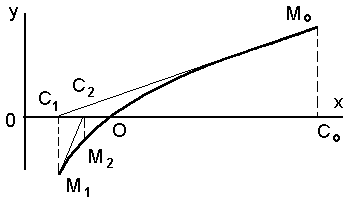 y
M₀
C₁ C₂
0 O x
M₂ C₀
M₁